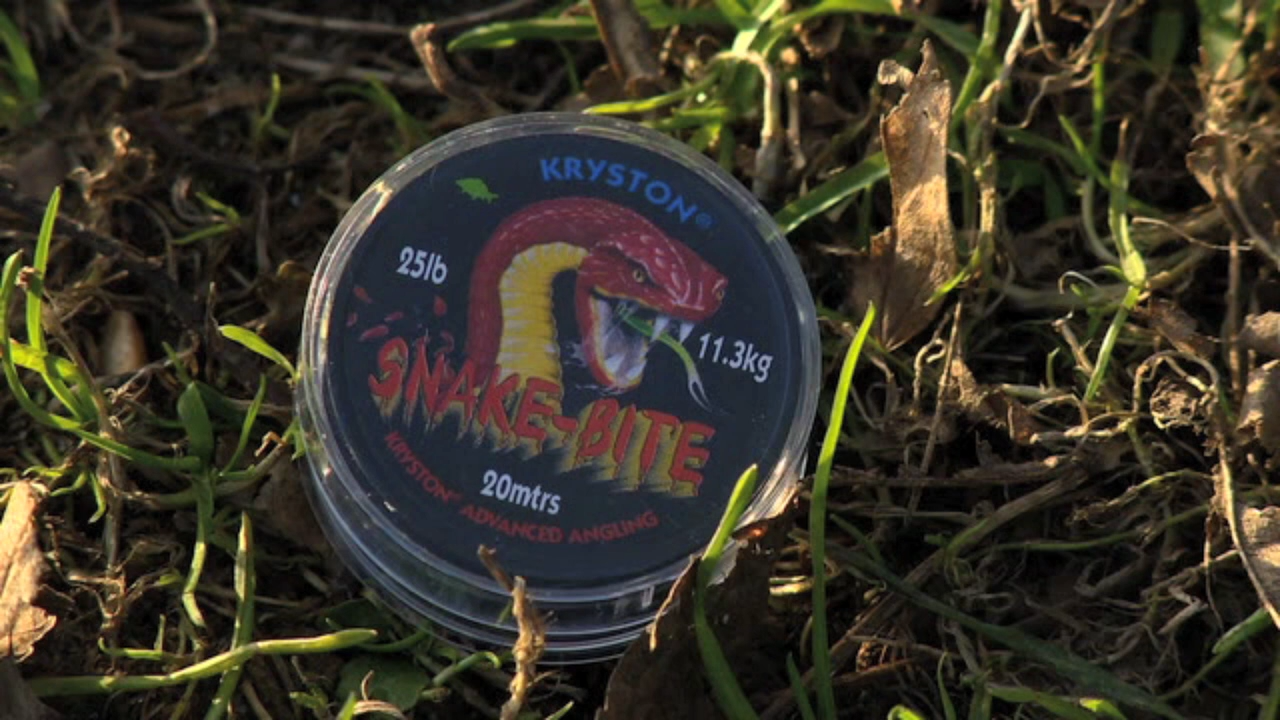 KRYSTON®
25lb
11.3kg
SNAKE-BITE
20mtrs
KRYSTON® ADVANCED ANGLING